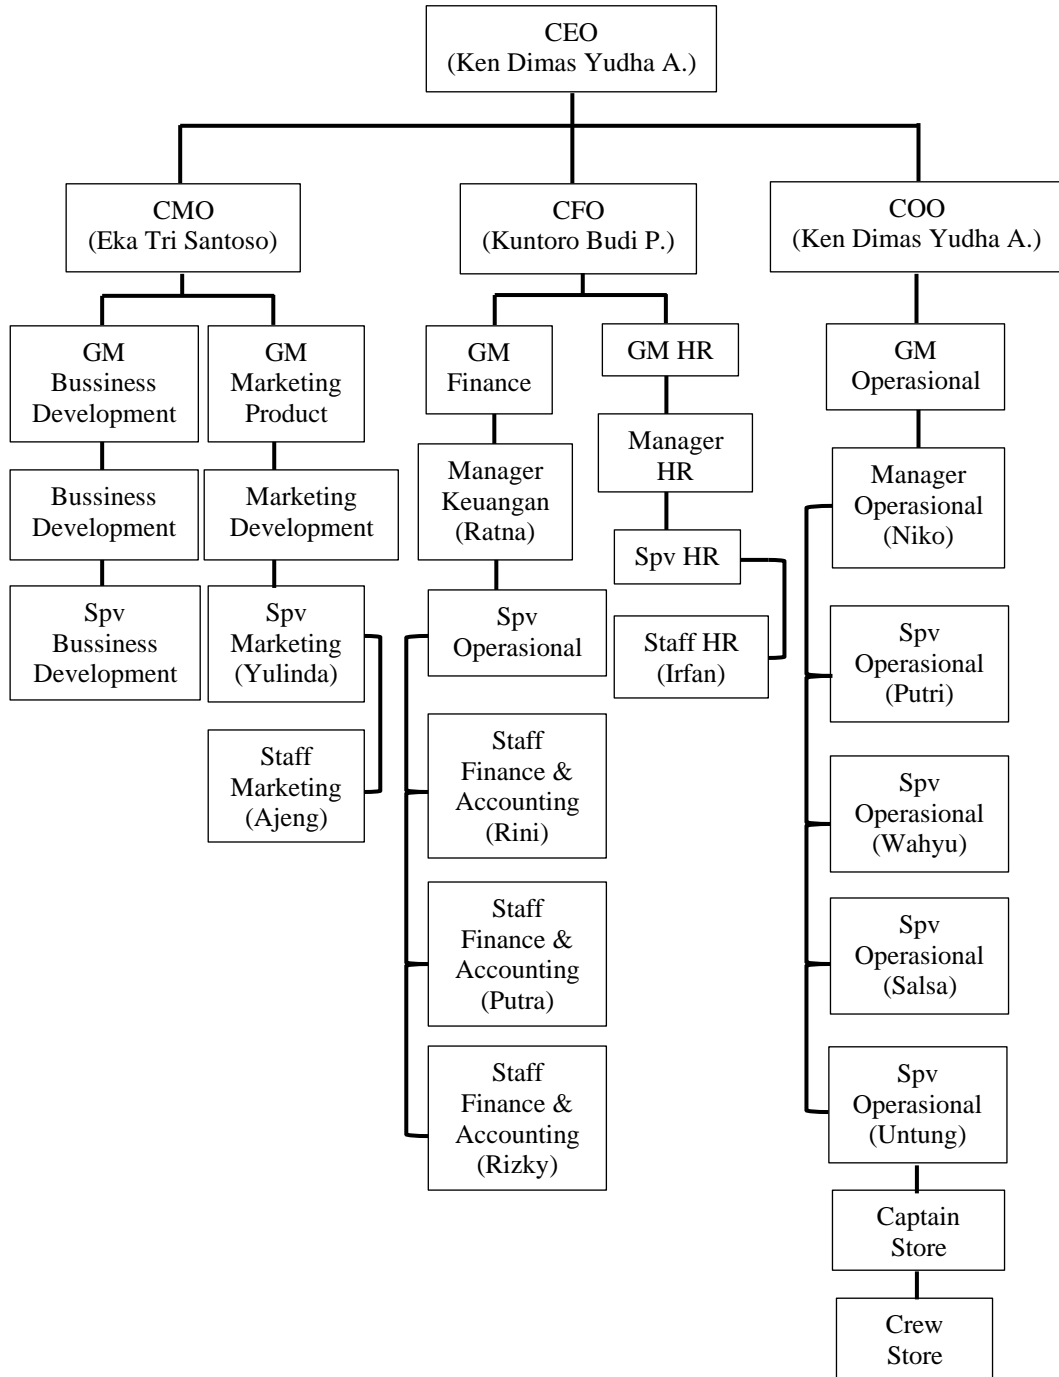 CEO
(Ken Dimas Yudha A.)
CMO
(Eka Tri Santoso)
CFO
(Kuntoro Budi P.)
COO
(Ken Dimas Yudha A.)
GM
Bussiness
Development
GM
Marketing
Product
GM
Finance
GM HR
GM
Operasional
Bussiness
Development
Marketing
Development
Manager
Keuangan
(Ratna)
Manager
HR
Manager
Operasional
(Niko)
Spv
Bussiness
Development
Spv
Marketing
(Yulinda)
Spv
Operasional
Spv HR
Staff HR
(Irfan)
Spv
Operasional
(Putri)
Staff
Marketing
(Ajeng)
Staff
Finance &
Accounting
(Rini)
Spv
Operasional
(Wahyu)
Staff
Finance &
Accounting
(Putra)
Spv
Operasional
(Salsa)
Staff
Finance &
Accounting
(Rizky)
Spv
Operasional
(Untung)
Captain
Store
Crew
Store